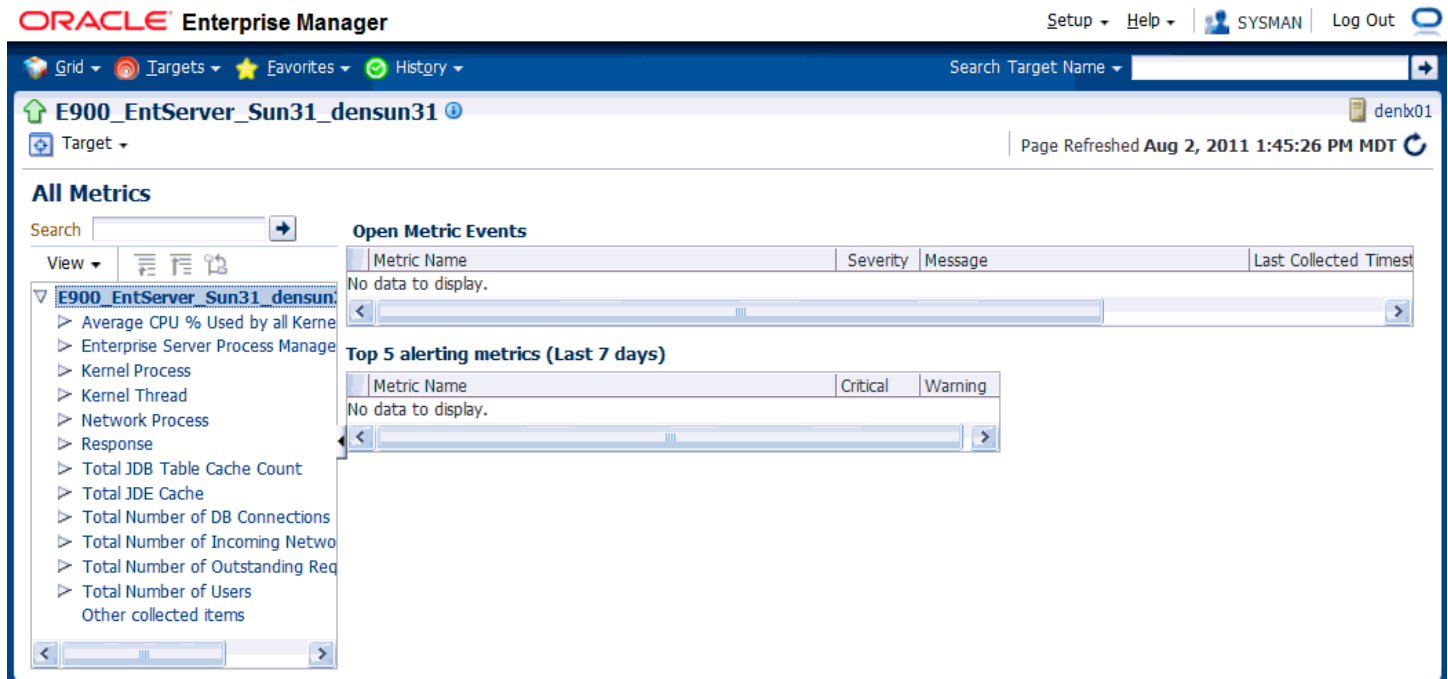 ORACLE Enterprise Manager
Setup Help SYSMAN Log Out
Grid Targets Favorites History Search Target Name
E900_EntServer_Sun31_densun31 denlx01
Target Page Refreshed Aug 2, 2011 1:45:26 PM MDT
All Metrics
Search
View
E900_EntServer_Sun31_densun
Average CPU % Used by all Kerne
Enterprise Server Process Manage
Kernel Process
Kernel Thread
Network Process
Response
Total JDB Table Cache Count
Total JDE Cache
Total Number of DB Connections
Total Number of Incoming Netwo
Total Number of Outstanding Req
Total Number of Users
Other collected items
Open Metric Events
Metric Name Severity Message Last Collected Timest
No data to display.
Top 5 alerting metrics (Last 7 days)
Metric Name Critical Warning
No data to display.